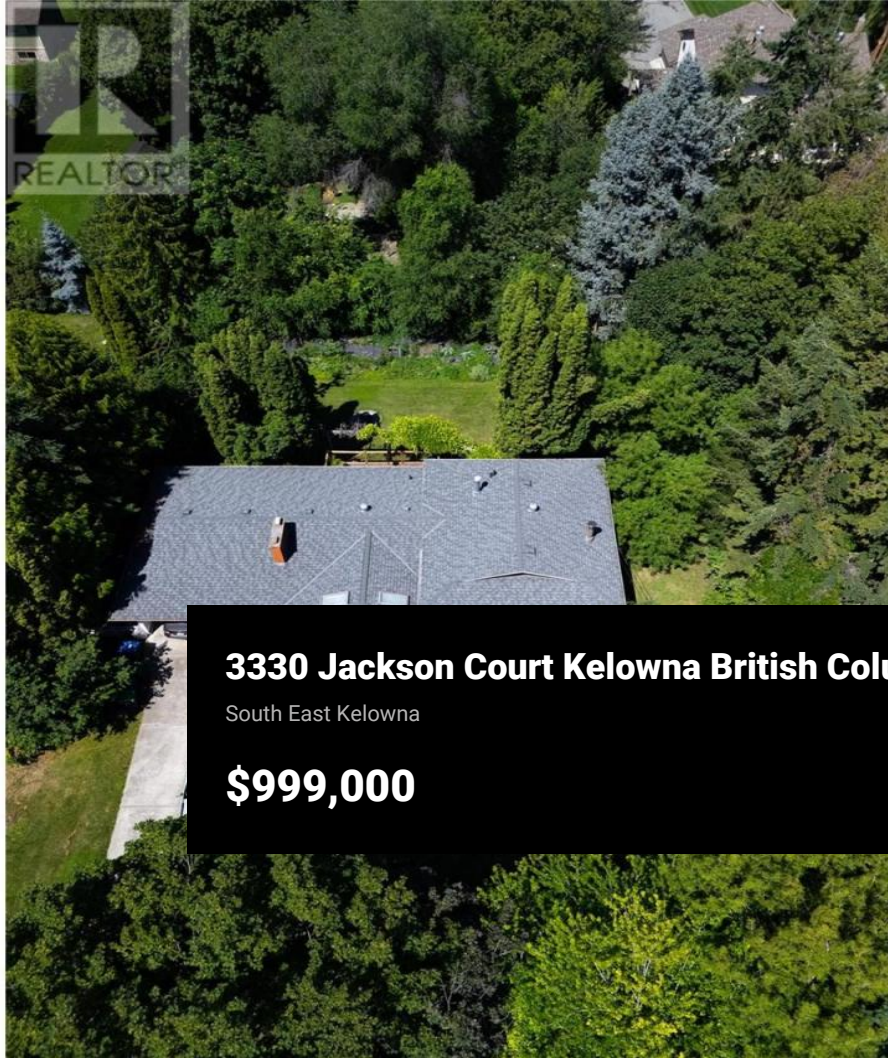 R
REALTOR
3330 Jackson Court Kelowna British Colu
South East Kelowna
$999,000